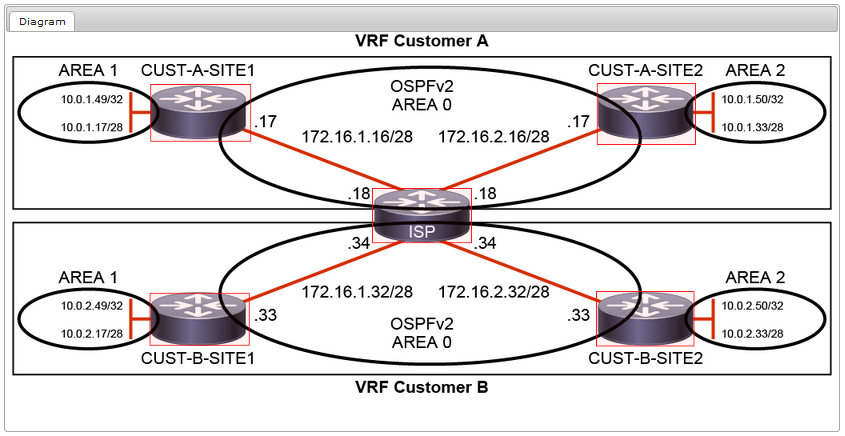 Diagram
VRF Customer A
AREA 1
CUST-A-SITE1
CUST-A-SITE2
AREA 2
OSPFv2
AREA 0
10.0.1.49/32
10.0.1.17/28
.17
172.16.1.16/28
172.16.2.16/28
.17
10.0.1.50/32
10.0.1.33/28
.18
.18
ISP
.34
.34
AREA 1
AREA 2
10.0.2.49/32
10.0.2.17/28
172.16.1.32/28
172.16.2.32/28
.33
.33
10.0.2.50/32
10.0.2.33/28
OSPFv2
AREA 0
CUST-B-SITE1
CUST-B-SITE2
VRF Customer B